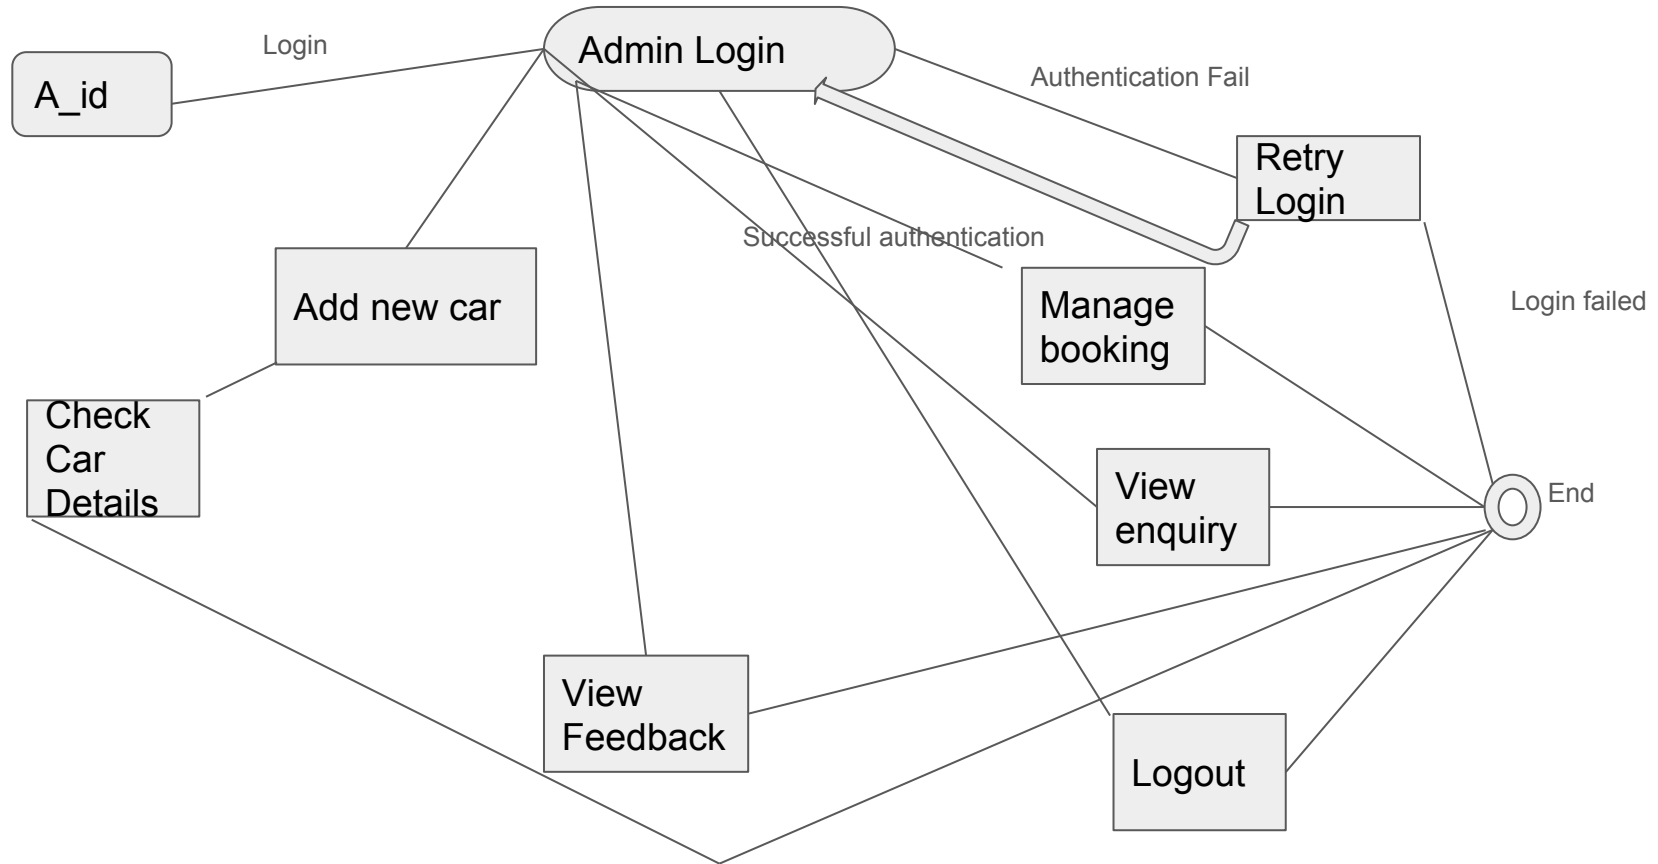 Login
Admin Login
A_id
Authentication Fail
Retry
Login
Successful authentication
Add new car
Manage
booking
Login failed
Check
Car
Details
View
enquiry
End
View
Feedback
Logout